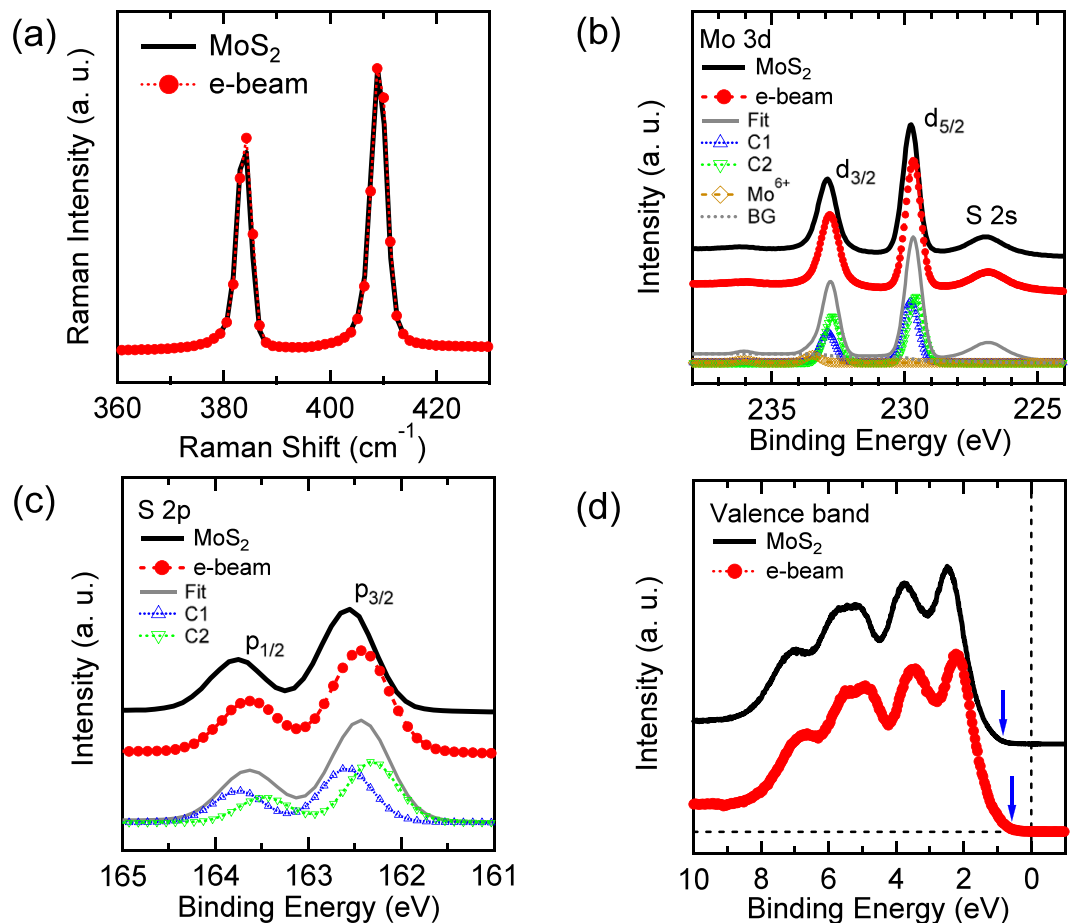 (a)
MoS₂
e-beam
Raman Intensity (a. u.)
360 380 400 420
Raman Shift (cm⁻¹)
(b)
Mo 3d
MoS₂
e-beam
Fit
C1
C2
Mo⁶⁺
BG
d₃/₂
d₅/₂
S 2s
Intensity (a. u.)
235 230 225
Binding Energy (eV)
(c)
S 2p
MoS₂
e-beam
Fit
C1
C2
p₁/₂
p₃/₂
Intensity (a. u.)
165 164 163 162 161
Binding Energy (eV)
(d)
Valence band
MoS₂
e-beam
Intensity (a. u.)
10 8 6 4 2 0
Binding Energy (eV)